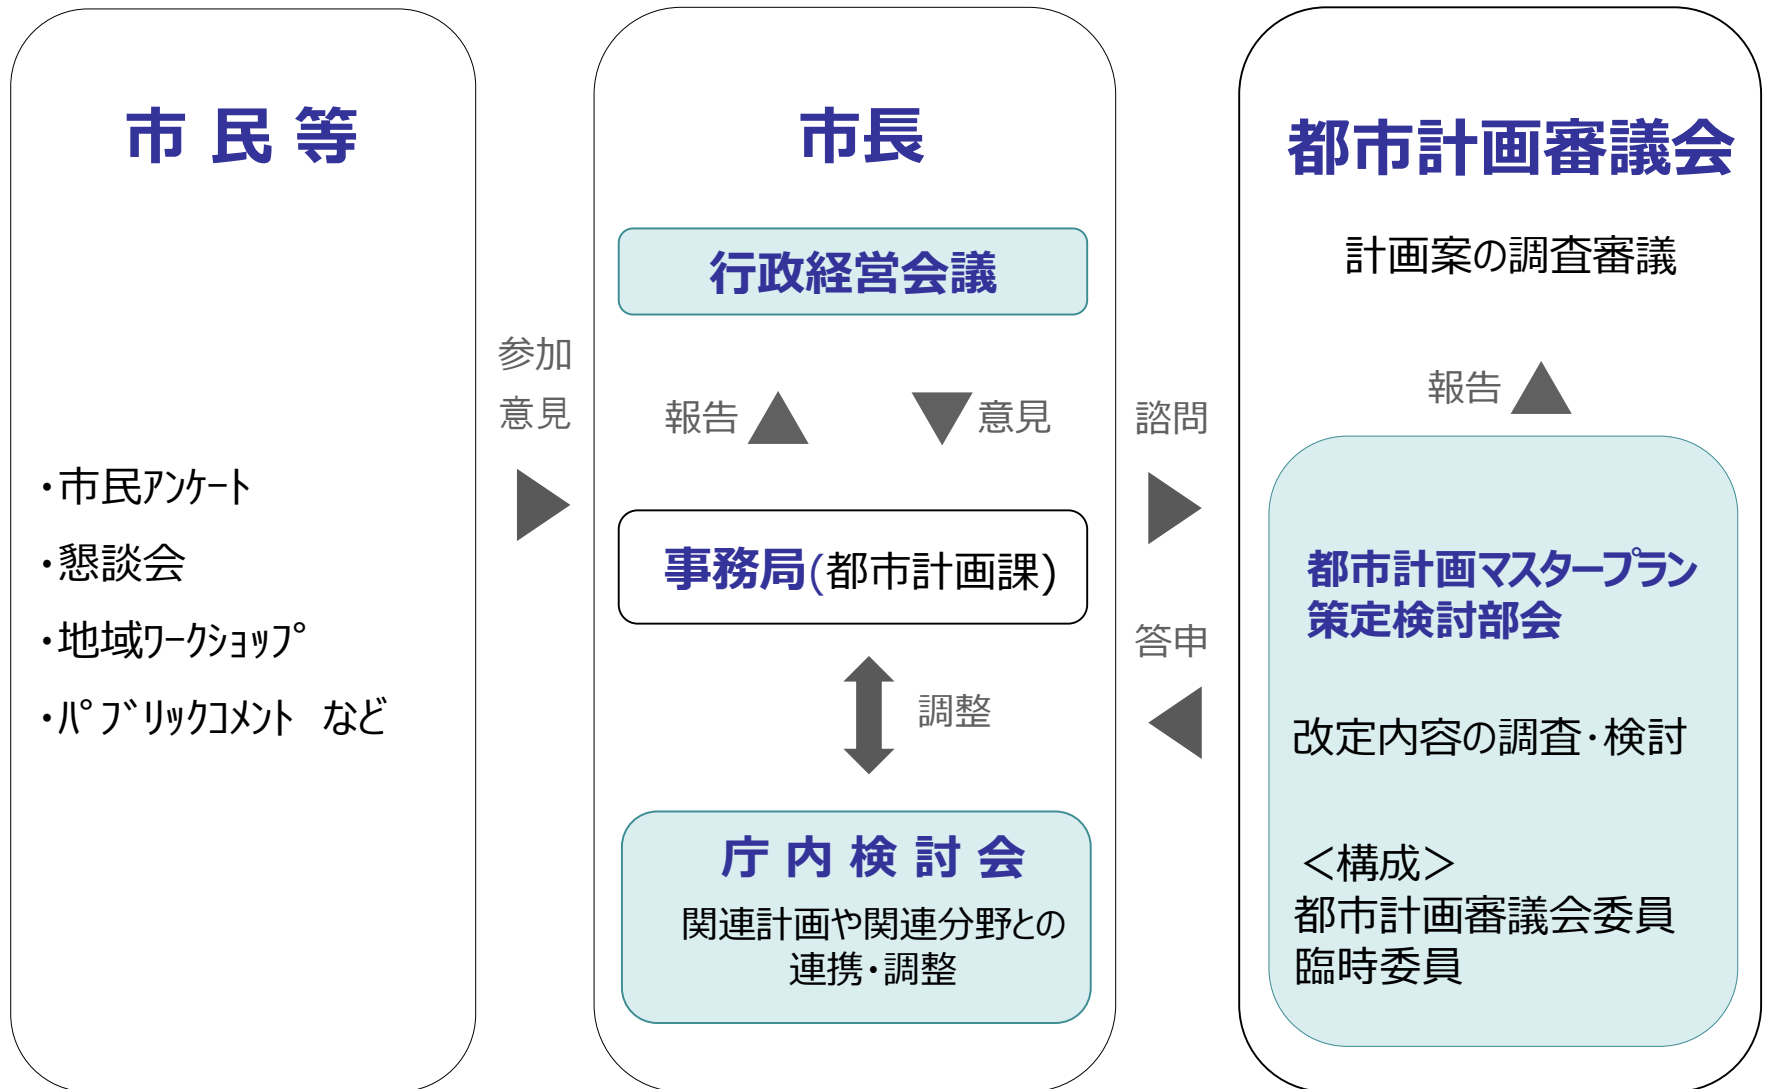 市 民 等
・市民ｱﾝｹｰﾄ
・懇談会
・地域ﾜｰｸｼｮｯﾌﾟ
・ﾊﾟﾌﾞﾘｯｸｺﾒﾝﾄ　など
参加
意見
市長
行政経営会議
報告
意見
事務局(都市計画課)
調整
庁 内 検 討 会
関連計画や関連分野との
連携・調整
諮問
答申
都市計画審議会
計画案の調査審議
報告
都市計画マスタープラン
策定検討部会
改定内容の調査・検討
＜構成＞
都市計画審議会委員
臨時委員